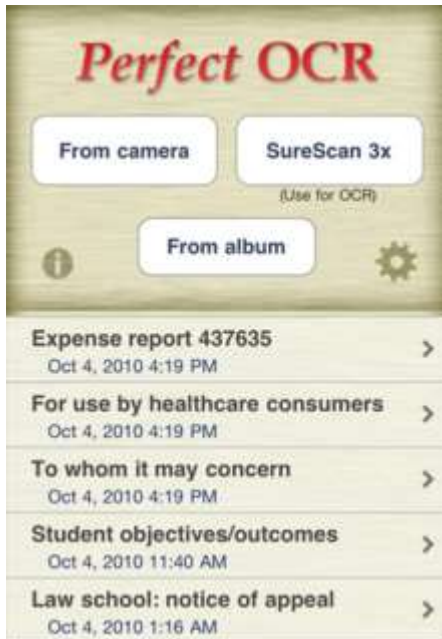 Perfect OCR
From camera
SureScan 3x
(Use for OCR)
From album
Expense report 437635
Oct 4, 2010 4:19 PM
For use by healthcare consumers
Oct 4, 2010 4:19 PM
To whom it may concern
Oct 4, 2010 4:19 PM
Student objectives/outcomes
Oct 4, 2010 11:40 AM
Law school: notice of appeal
Oct 4, 2010 1:16 AM